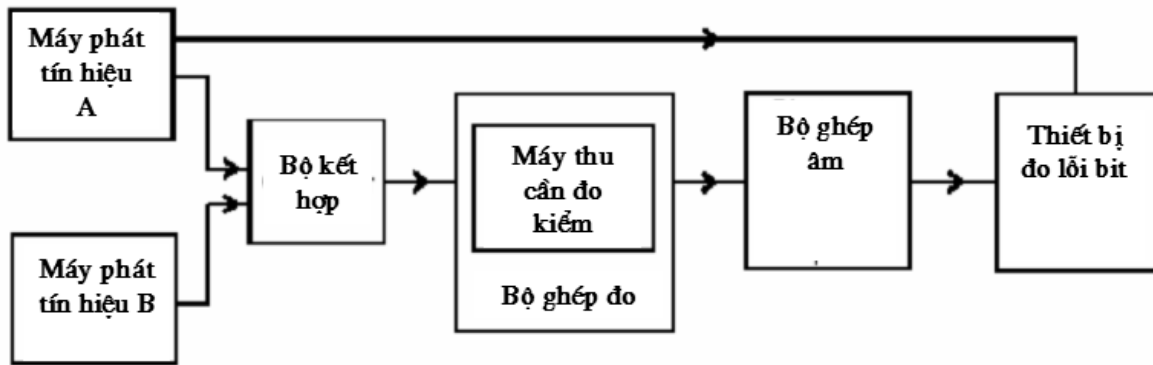 Máy phát
tín hiệu
A
Bộ kết
hợp
Máy thu
cần đo
kiểm
Bộ ghép đo
Bộ ghép
âm
Thiết bị
đo lỗi bit
Máy phát
tín hiệu B